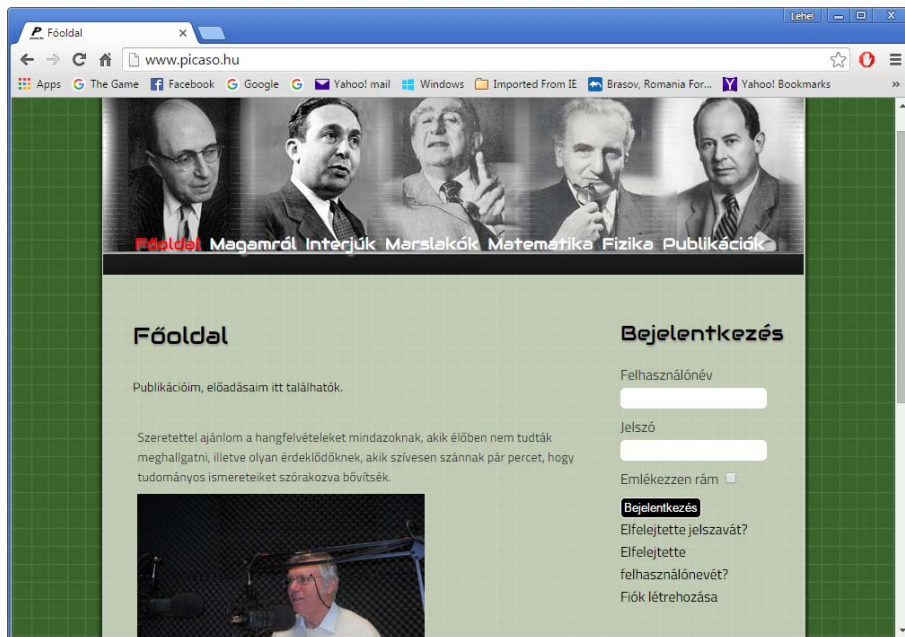 Lehel
Főoldal
www.picaso.hu
Apps The Game Facebook Google Yahoo! mail Windows Imported From IE Brasov, Romania For... Yahoo! Bookmarks »
Főoldal Magamról Interjúk Marslakók Matematika Fizika Publikációk
Főoldal
Publikációim, előadásaim itt találhatók.
Szeretettel ajánlom a hangfelvételeket mindazoknak, akik élőben nem tudták
meghallgatni, illetve olyan érdeklődőknek, akik szívesen szánnak pár percet, hogy
tudományos ismereteiket szórakozva bővítsék.
Bejelentkezés
Felhasználónév
Jelszó
Emlékezzen rám
Bejelentkezés
Elfelejtette jelszavát?
Elfelejtette
felhasználónevét?
Fiók létrehozása